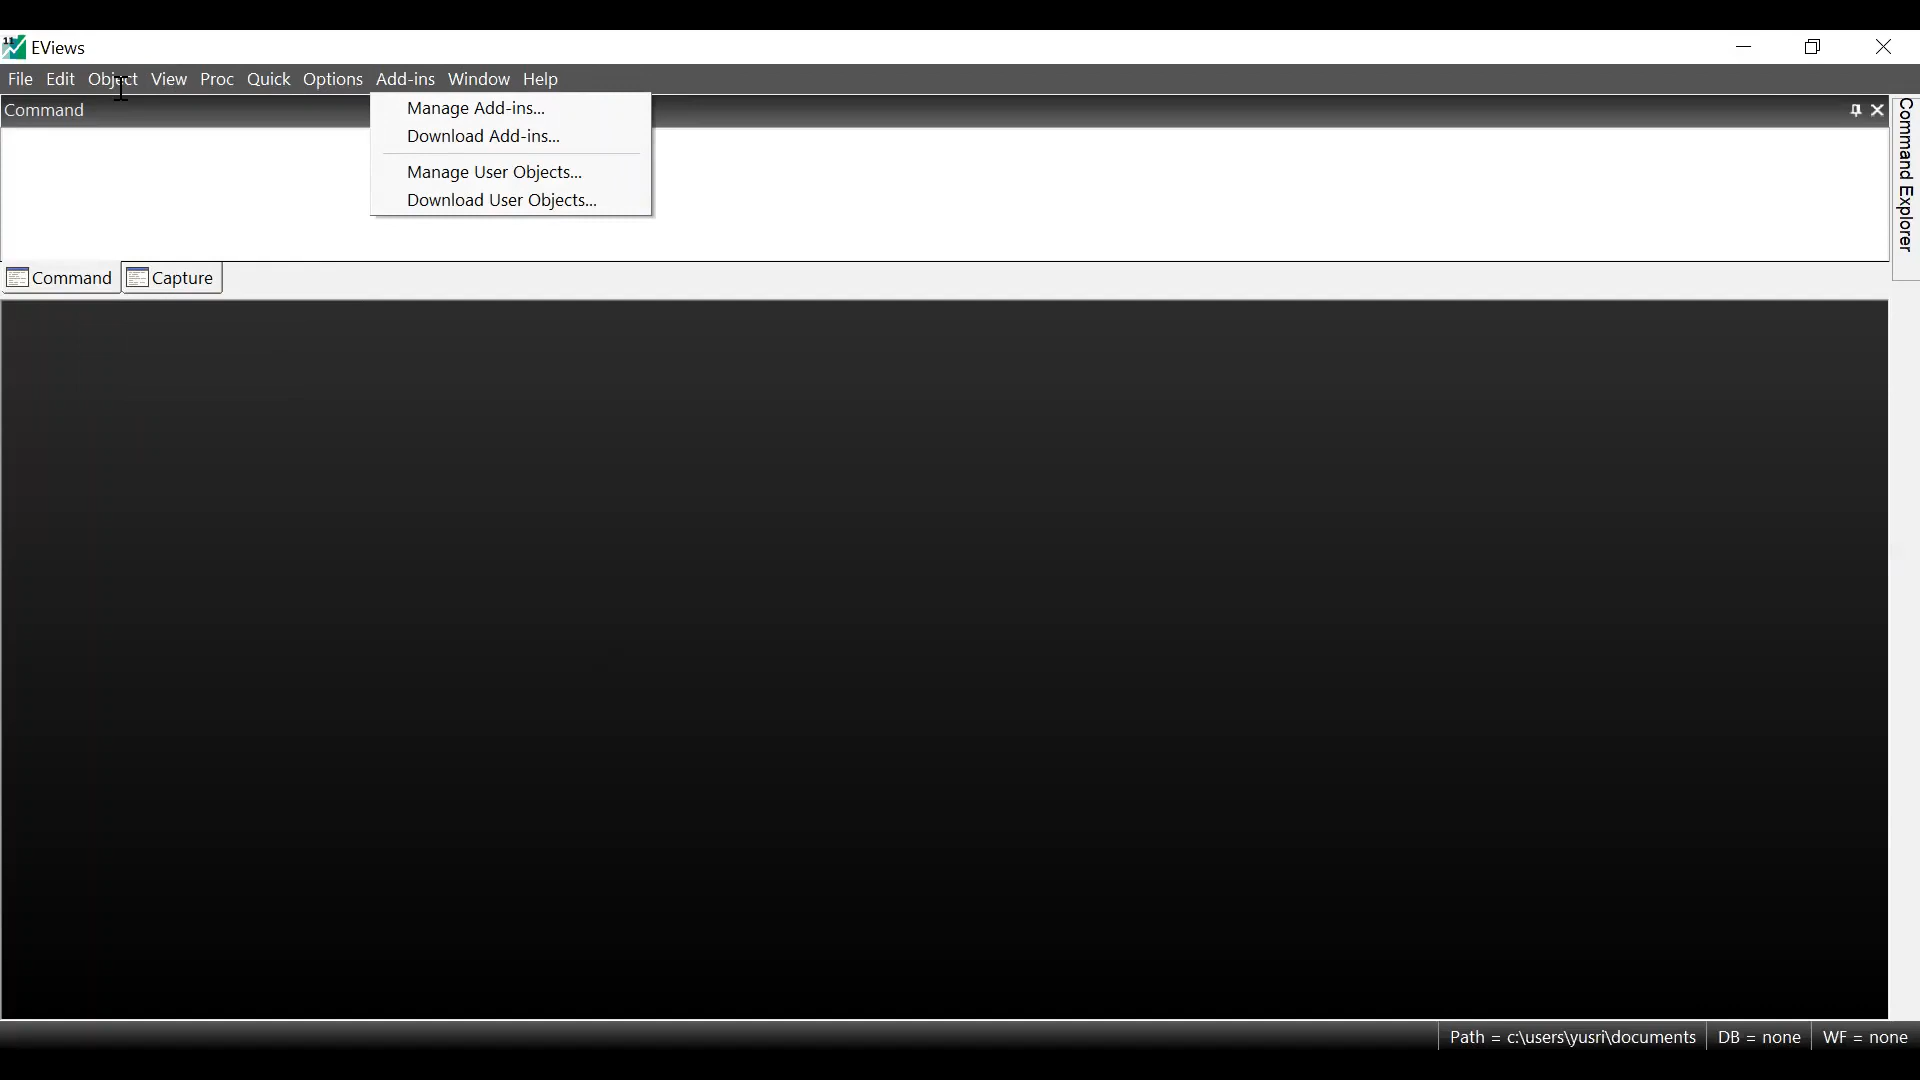 11 EViews
File Edit Object View Proc Quick Options Add-ins Window Help
Command
Manage Add-ins...
Download Add-ins...
Manage User Objects...
Download User Objects...
Command Capture
Command Explorer
Path = c:\users\yusri\documents DB = none WF = none